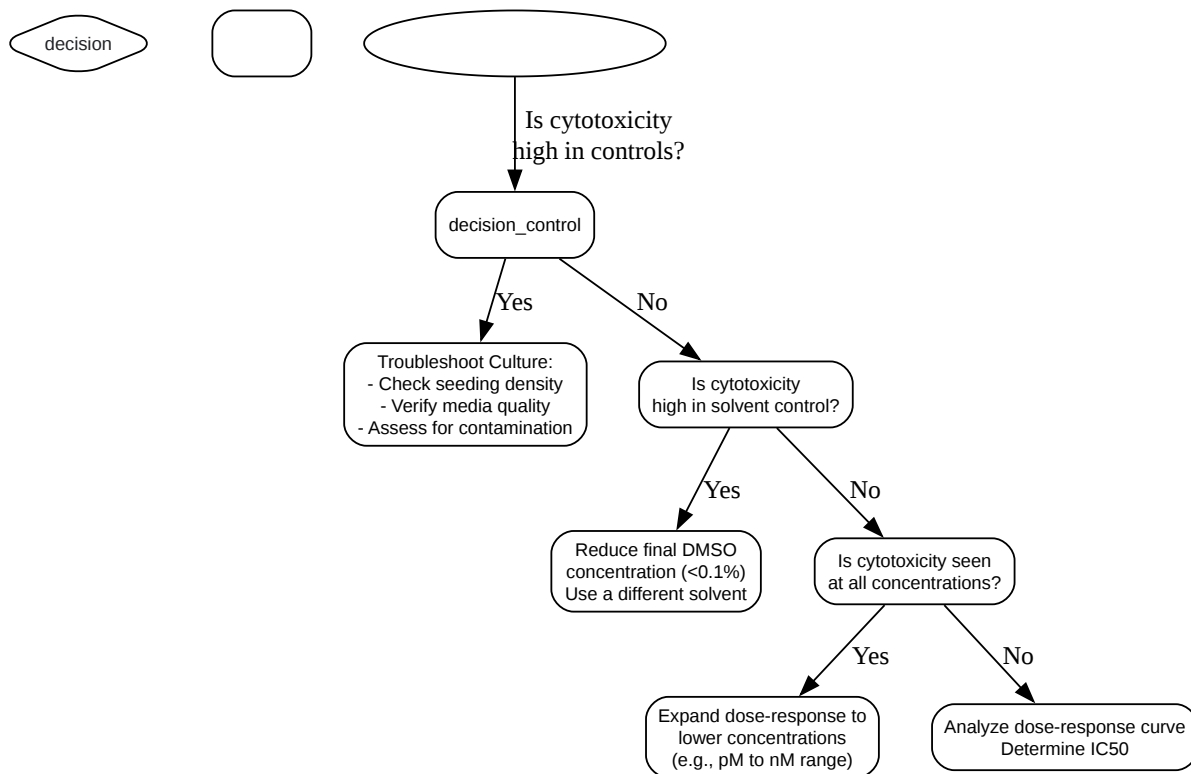 decision
Is cytotoxicity
high in controls?
decision_control
Yes
No
Troubleshoot Culture:
- Check seeding density
- Verify media quality
- Assess for contamination
Is cytotoxicity
high in solvent control?
Yes
No
Reduce final DMSO
concentration (<0.1%)
Use a different solvent
Is cytotoxicity seen
at all concentrations?
Yes
No
Expand dose-response to
lower concentrations
(e.g., pM to nM range)
Analyze dose-response curve
Determine IC50